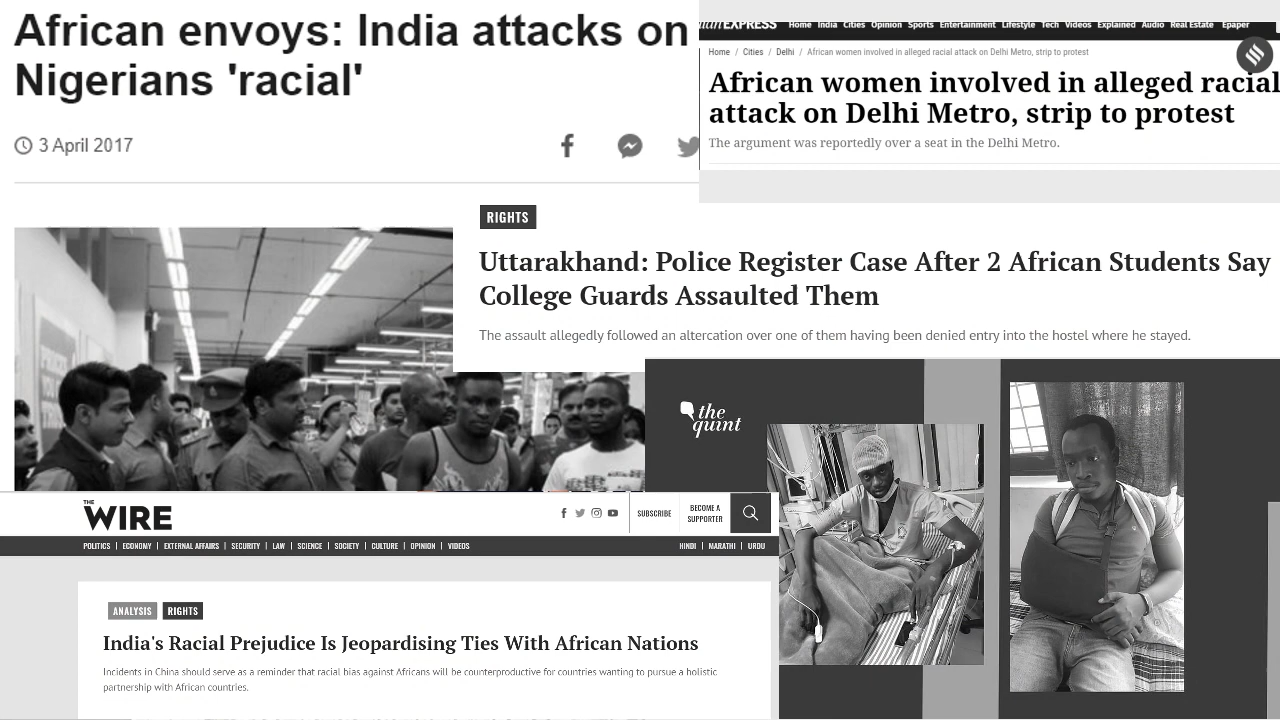 African envoys: India attacks on
Nigerians 'racial'
3 April 2017
EXPRESS
Home India Cities Opinion Sports Entertainment Lifestyle Tech Videos Explained Audio Real Estate Epaper
Home / Cities / Delhi / African women involved in alleged racial attack on Delhi Metro, strip to protest
African women involved in alleged racial
attack on Delhi Metro, strip to protest
The argument was reportedly over a seat in the Delhi Metro.
RIGHTS
Uttarakhand: Police Register Case After 2 African Students Say
College Guards Assaulted Them
The assault allegedly followed an altercation over one of them having been denied entry into the hostel where he stayed.
the
quint
THE
WIRE
SUBSCRIBE
BECOME A
SUPPORTER
POLITICS | ECONOMY | EXTERNAL AFFAIRS | SECURITY | LAW | SCIENCE | SOCIETY | CULTURE | OPINION | VIDEOS
HINDI | MARATHI | URDU
ANALYSIS RIGHTS
India's Racial Prejudice Is Jeopardising Ties With African Nations
Incidents in China should serve as a reminder that racial bias against Africans will be counterproductive for countries wanting to pursue a holistic
partnership with African countries.